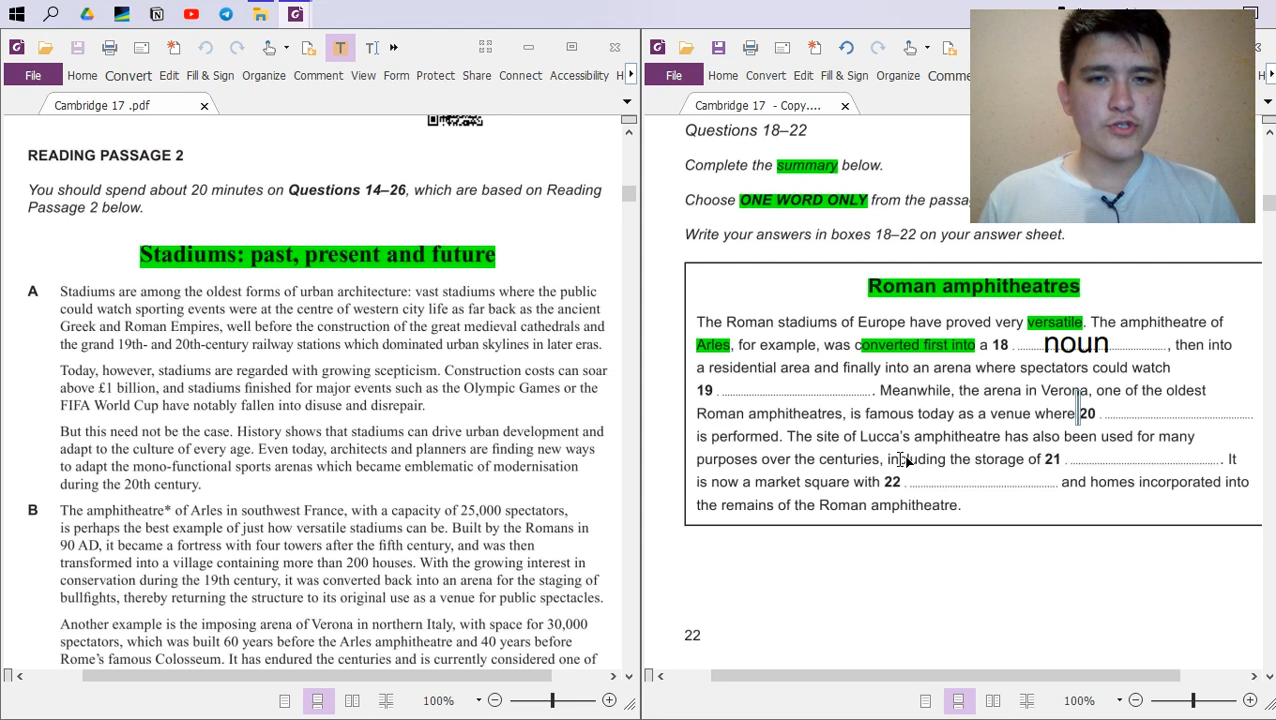 File Home Convert Edit Fill & Sign Organize Comment View Form Protect Share Connect Accessibility H
Cambridge 17 .pdf
READING PASSAGE 2
You should spend about 20 minutes on Questions 14–26, which are based on Reading
Passage 2 below.
Stadiums: past, present and future
A Stadiums are among the oldest forms of urban architecture: vast stadiums where the public
could watch sporting events were at the centre of western city life as far back as the ancient
Greek and Roman Empires, well before the construction of the great medieval cathedrals and
the grand 19th- and 20th-century railway stations which dominated urban skylines in later eras.
Today, however, stadiums are regarded with growing scepticism. Construction costs can soar
above £1 billion, and stadiums finished for major events such as the Olympic Games or the
FIFA World Cup have notably fallen into disuse and disrepair.
But this need not be the case. History shows that stadiums can drive urban development and
adapt to the culture of every age. Even today, architects and planners are finding new ways
to adapt the mono-functional sports arenas which became emblematic of modernisation
during the 20th century.
B The amphitheatre* of Arles in southwest France, with a capacity of 25,000 spectators,
is perhaps the best example of just how versatile stadiums can be. Built by the Romans in
90 AD, it became a fortress with four towers after the fifth century, and was then
transformed into a village containing more than 200 houses. With the growing interest in
conservation during the 19th century, it was converted back into an arena for the staging of
bullfights, thereby returning the structure to its original use as a venue for public spectacles.
Another example is the imposing arena of Verona in northern Italy, with space for 30,000
spectators, which was built 60 years before the Arles amphitheatre and 40 years before
Rome's famous Colosseum. It has endured the centuries and is currently considered one of
100%
File Home Convert Edit Fill & Sign Organize Comme
Cambridge 17 - Copy....
Questions 18–22
Complete the summary below.
Choose ONE WORD ONLY from the passa
Write your answers in boxes 18–22 on your answer sheet.
Roman amphitheatres
The Roman stadiums of Europe have proved very versatile. The amphitheatre of
Arles, for example, was converted first into a 18 ........ noun ........, then into
a residential area and finally into an arena where spectators could watch
19 ........................ . Meanwhile, the arena in Verona, one of the oldest
Roman amphitheatres, is famous today as a venue where 20 ........................
is performed. The site of Lucca's amphitheatre has also been used for many
purposes over the centuries, including the storage of 21 ........................ . It
is now a market square with 22 ........................ and homes incorporated into
the remains of the Roman amphitheatre.
22
100%